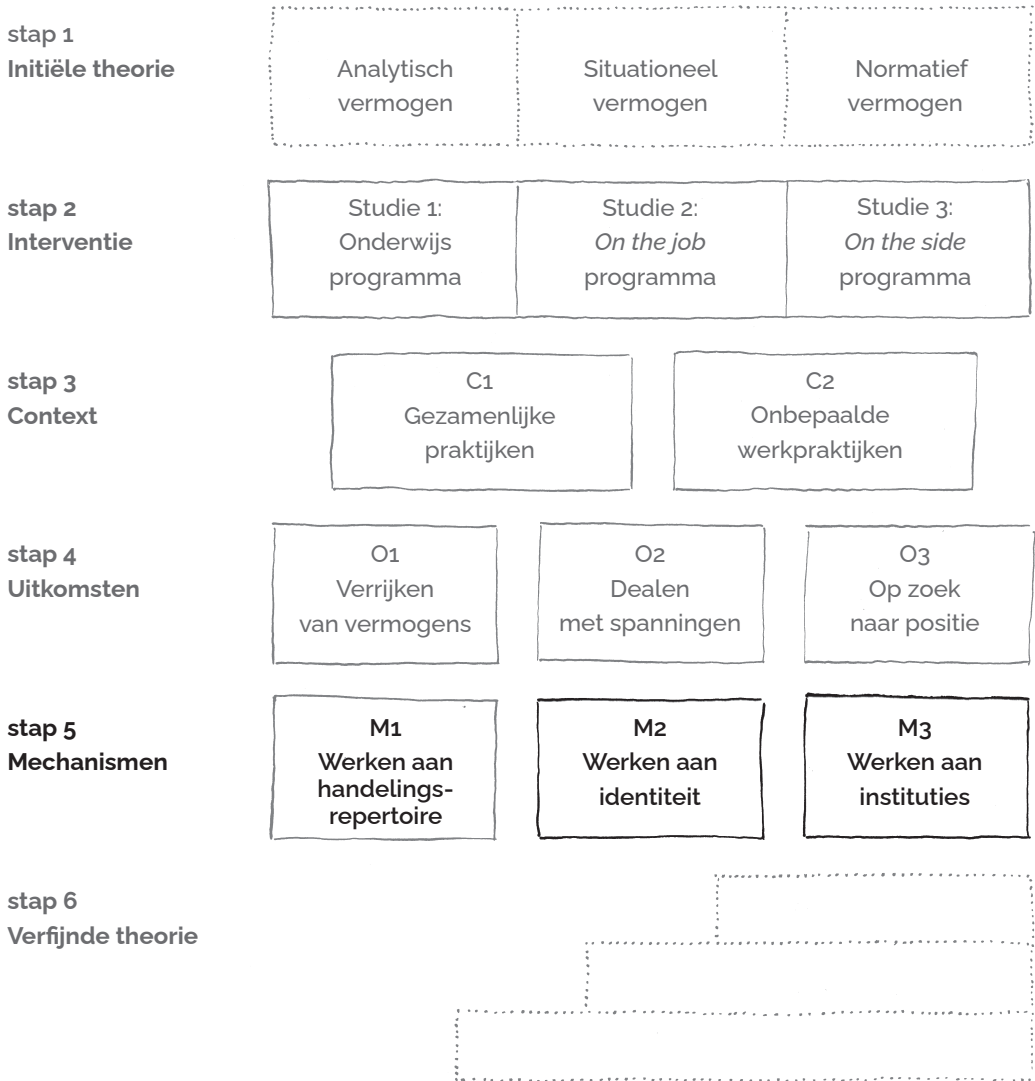 stap 1
Initiële theorie
Analytisch
vermogen
Situationeel
vermogen
Normatief
vermogen
stap 2
Interventie
Studie 1:
Onderwijs
programma
Studie 2:
On the job
programma
Studie 3:
On the side
programma
stap 3
Context
C1
Gezamenlijke
praktijken
C2
Onbepaalde
werkpraktijken
stap 4
Uitkomsten
O1
Verrijken
van vermogens
O2
Dealen
met spanningen
O3
Op zoek
naar positie
stap 5
Mechanismen
M1
Werken aan
handelings-
repertoire
M2
Werken aan
identiteit
M3
Werken aan
instituties
stap 6
Verfijnde theorie